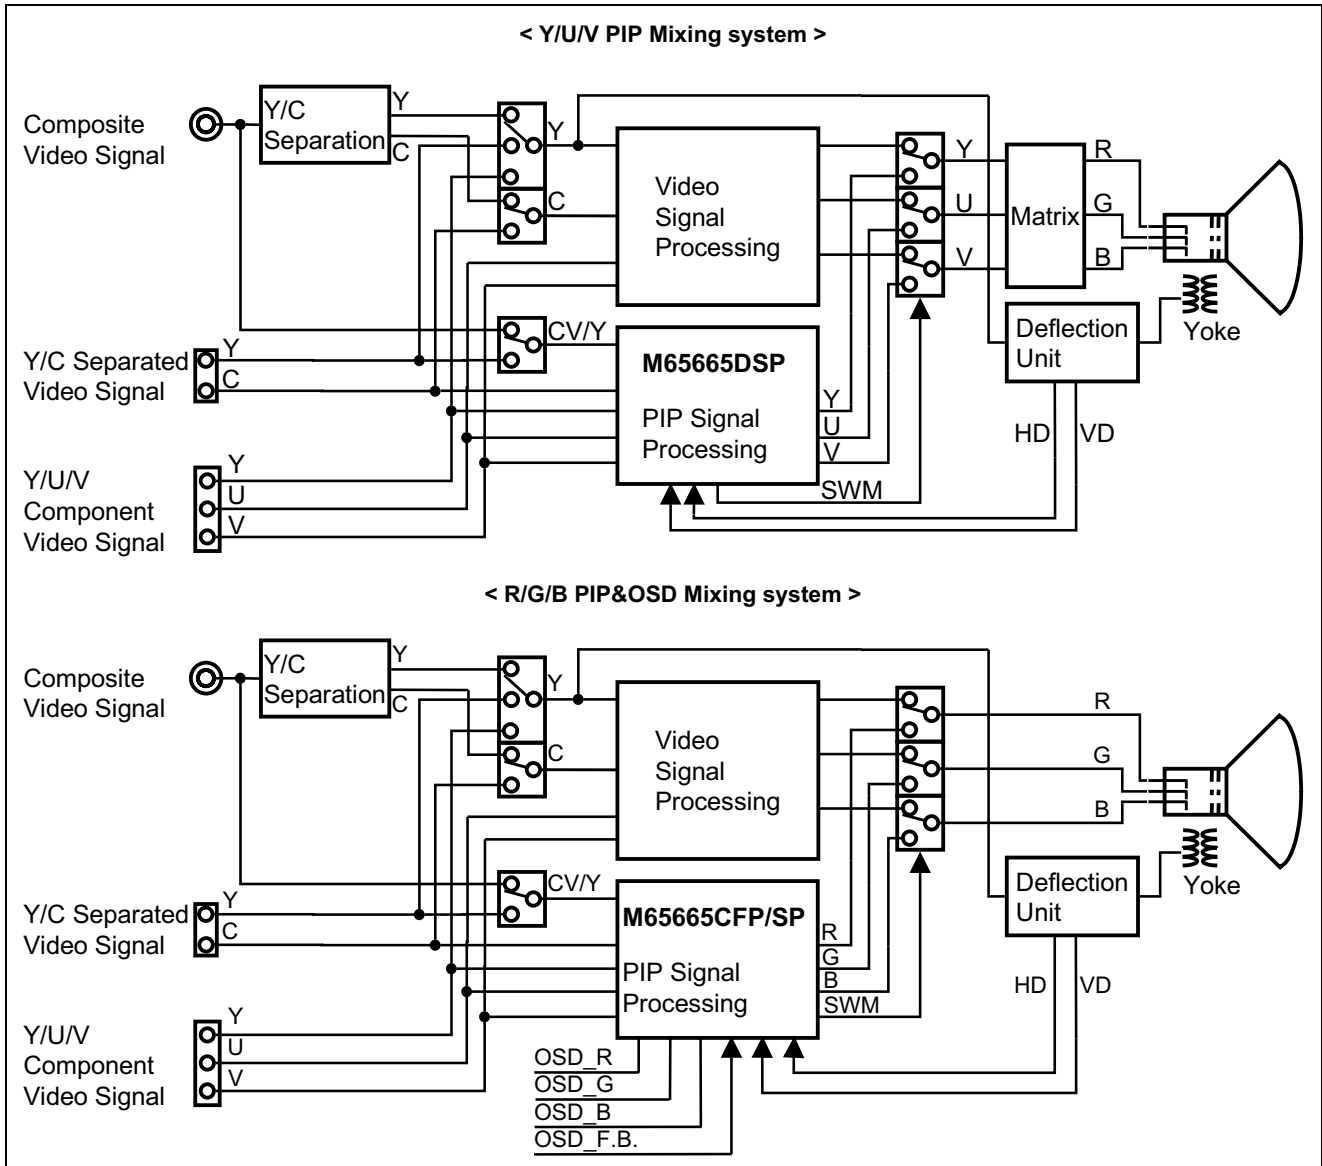 < Y/U/V PIP Mixing system >
Composite
Video Signal
Y/C
Separation
Y
C
Y
C
Video
Signal
Processing
Y
U
V
Matrix
R
G
B
Yoke
Deflection
Unit
HD
VD
Y/C Separated
Video Signal
Y
C
CV/Y
M65665DSP
PIP Signal
Processing
Y
U
V
SWM
Y/U/V
Component
Video Signal
Y
U
V
< R/G/B PIP&OSD Mixing system >
Composite
Video Signal
Y/C
Separation
Y
C
Y
C
Video
Signal
Processing
R
G
B
Yoke
Deflection
Unit
HD
VD
Y/C Separated
Video Signal
Y
C
CV/Y
M65665CFP/SP
PIP Signal
Processing
R
G
B
SWM
Y/U/V
Component
Video Signal
Y
U
V
OSD_R
OSD_G
OSD_B
OSD_F.B.